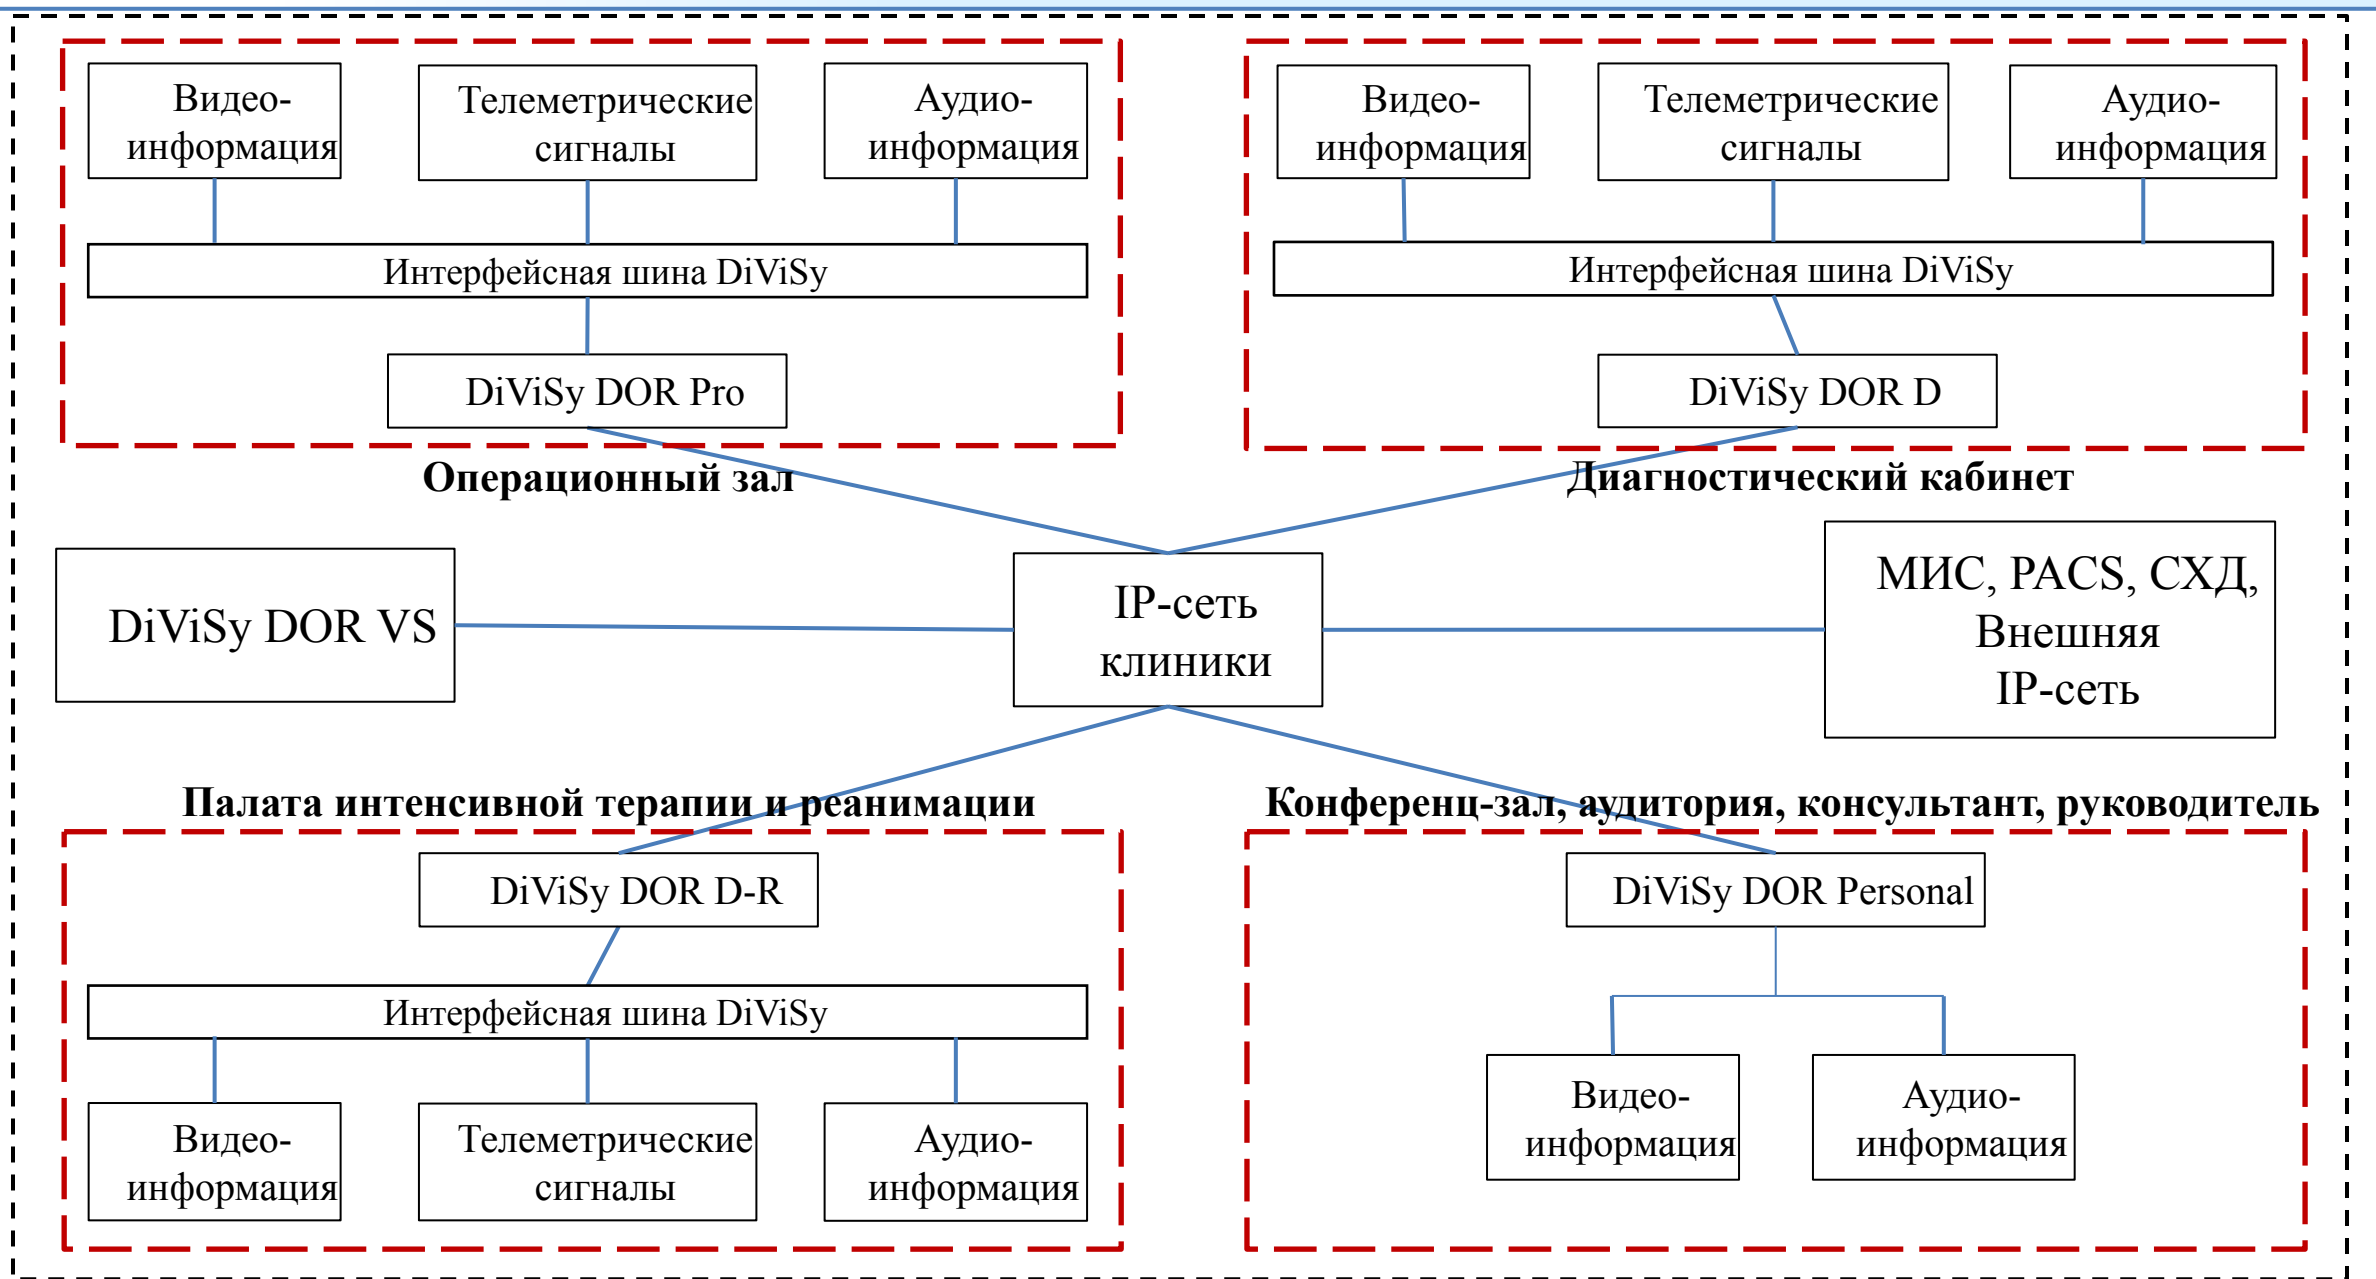 Видео-
информация
Телеметрические
сигналы
Аудио-
информация
Интерфейсная шина DiViSy
DiViSy DOR Pro
Операционный зал
Видео-
информация
Телеметрические
сигналы
Аудио-
информация
Интерфейсная шина DiViSy
DiViSy DOR D
Диагностический кабинет
DiViSy DOR VS
IP-сеть
клиники
МИС, PACS, СХД,
Внешняя
IP-сеть
Палата интенсивной терапии и реанимации
DiViSy DOR D-R
Интерфейсная шина DiViSy
Видео-
информация
Телеметрические
сигналы
Аудио-
информация
Конференц-зал, аудитория, консультант, руководитель
DiViSy DOR Personal
Видео-
информация
Аудио-
информация